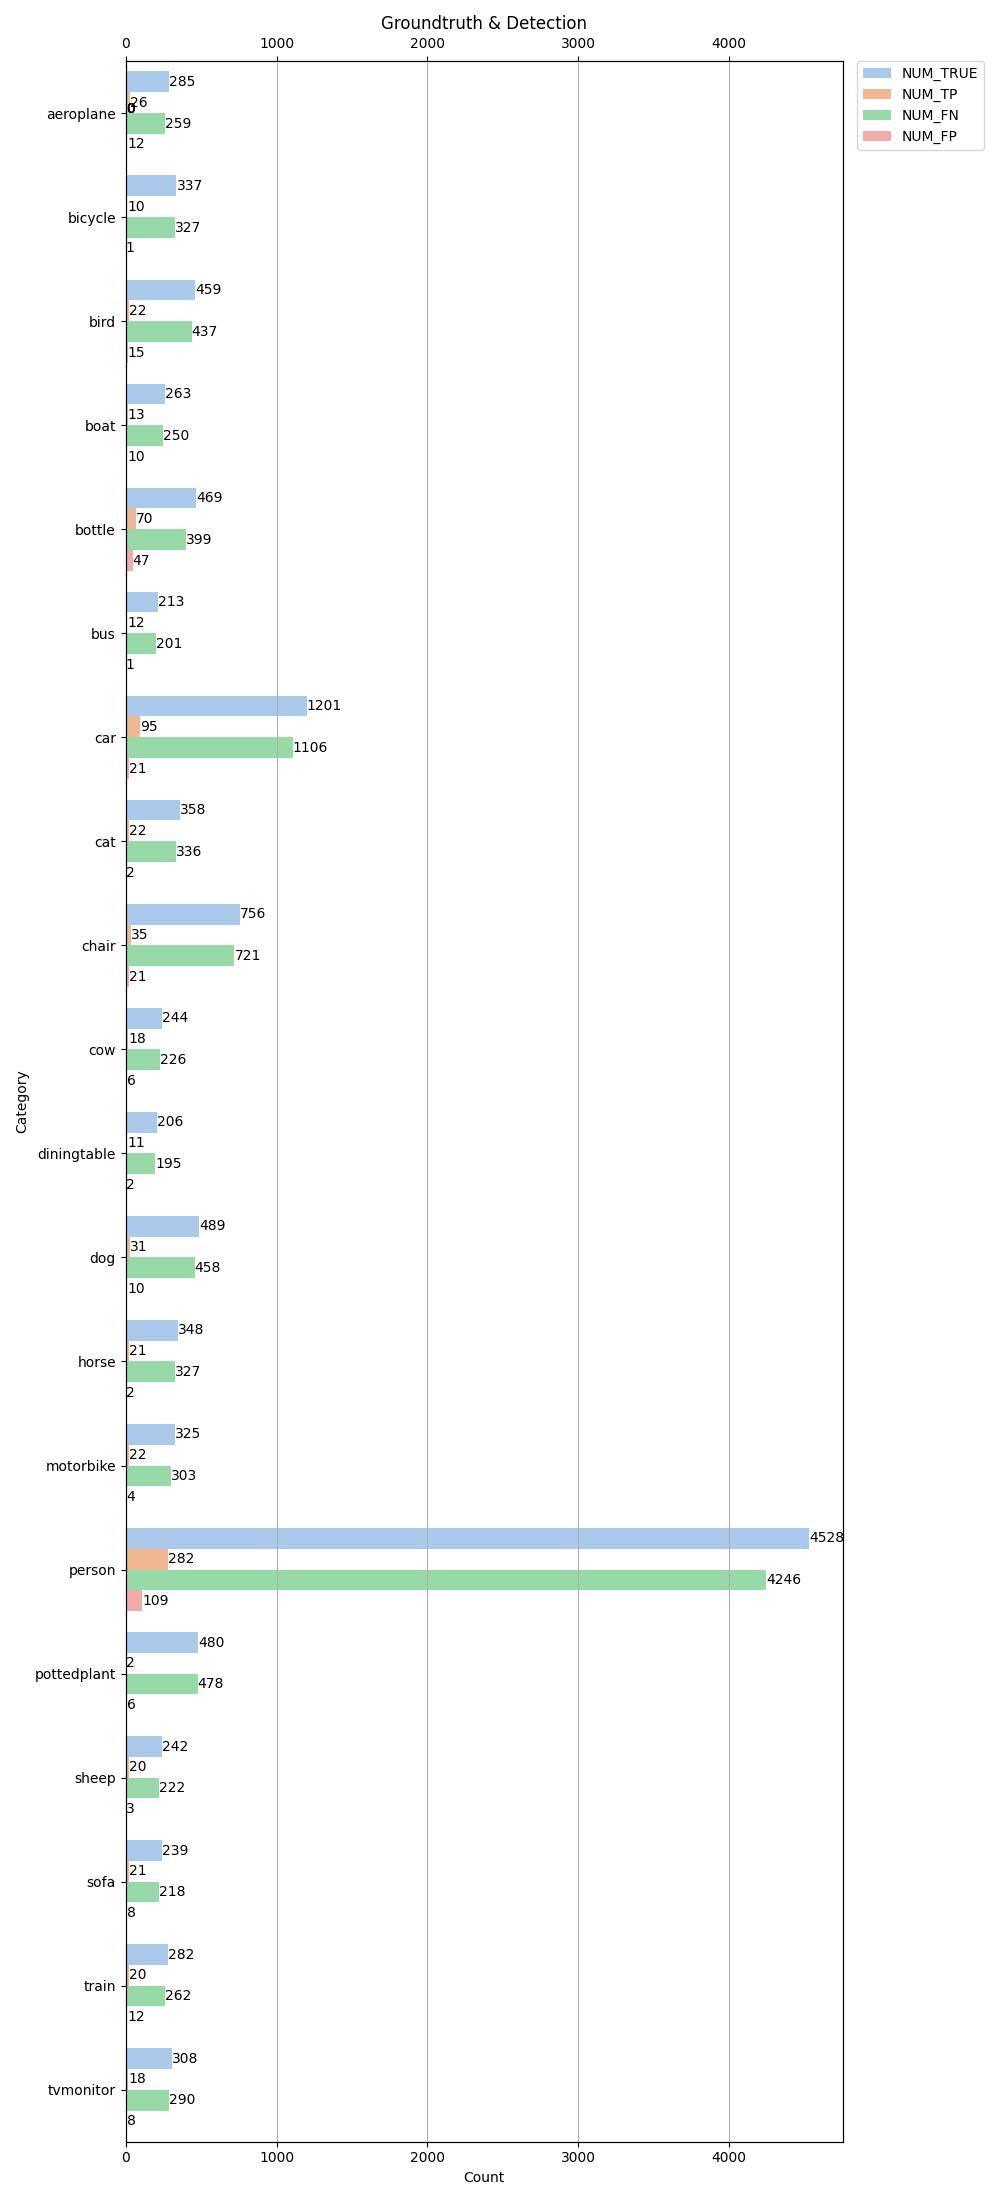 Groundtruth & Detection
0 1000 2000 3000 4000
NUM_TRUE
NUM_TP
NUM_FN
NUM_FP
285
26
0
aeroplane
259
12
337
10
bicycle
327
1
459
22
bird
437
15
263
13
boat
250
10
469
70
bottle
399
47
213
12
bus
201
1
1201
95
car
1106
21
358
22
cat
336
2
756
35
chair
721
21
244
18
cow
226
6
Category
206
11
diningtable
195
2
489
31
dog
458
10
348
21
horse
327
2
325
22
motorbike
303
4
4528
282
person
4246
109
480
2
pottedplant
478
6
242
20
sheep
222
3
239
21
sofa
218
8
282
20
train
262
12
308
18
tvmonitor
290
8
0 1000 2000 3000 4000
Count